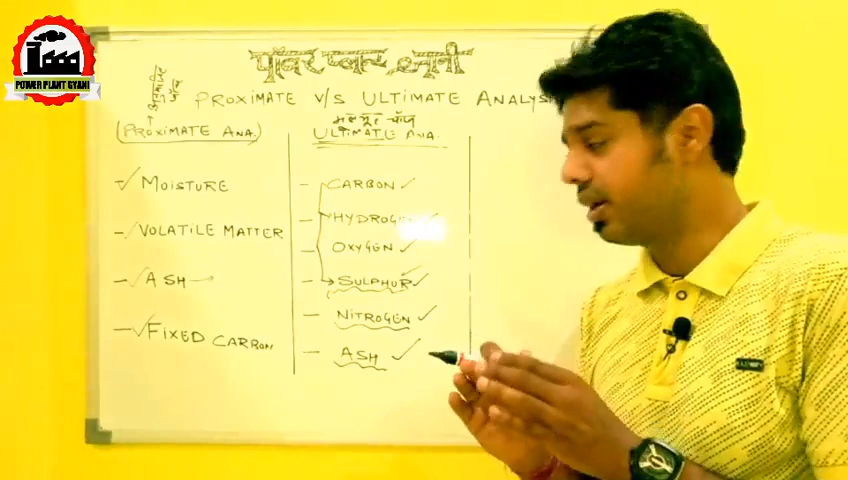 POWER PLANT GYANI
पॉवर प्लान्ट ज्ञानी
PROXIMATE V/S ULTIMATE ANALYS
(PROXIMATE ANA.)
MOISTURE
VOLATILE MATTER
ASH
FIXED CARBON
ULTIMATE ANA.
CARBON
HYDROGEN
OXYGEN
SULPHUR
NITROGEN
ASH